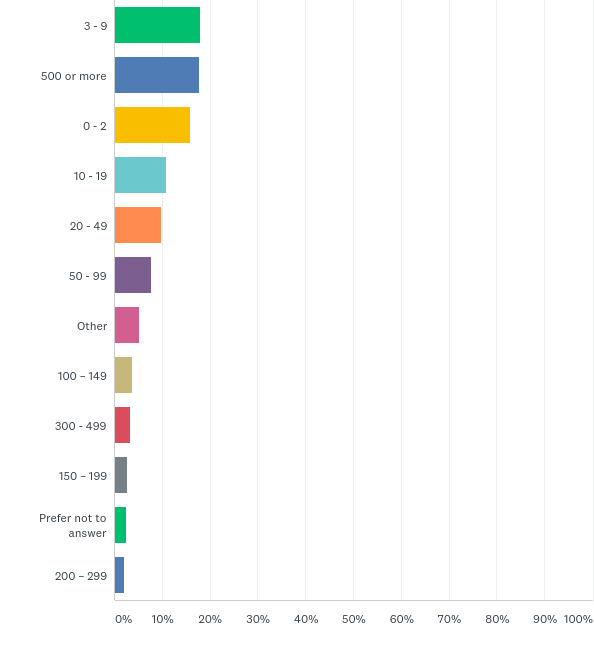 3 - 9
500 or more
0 - 2
10 - 19
20 - 49
50 - 99
Other
100 – 149
300 - 499
150 – 199
Prefer not to
answer
200 – 299
0% 10% 20% 30% 40% 50% 60% 70% 80% 90% 100%